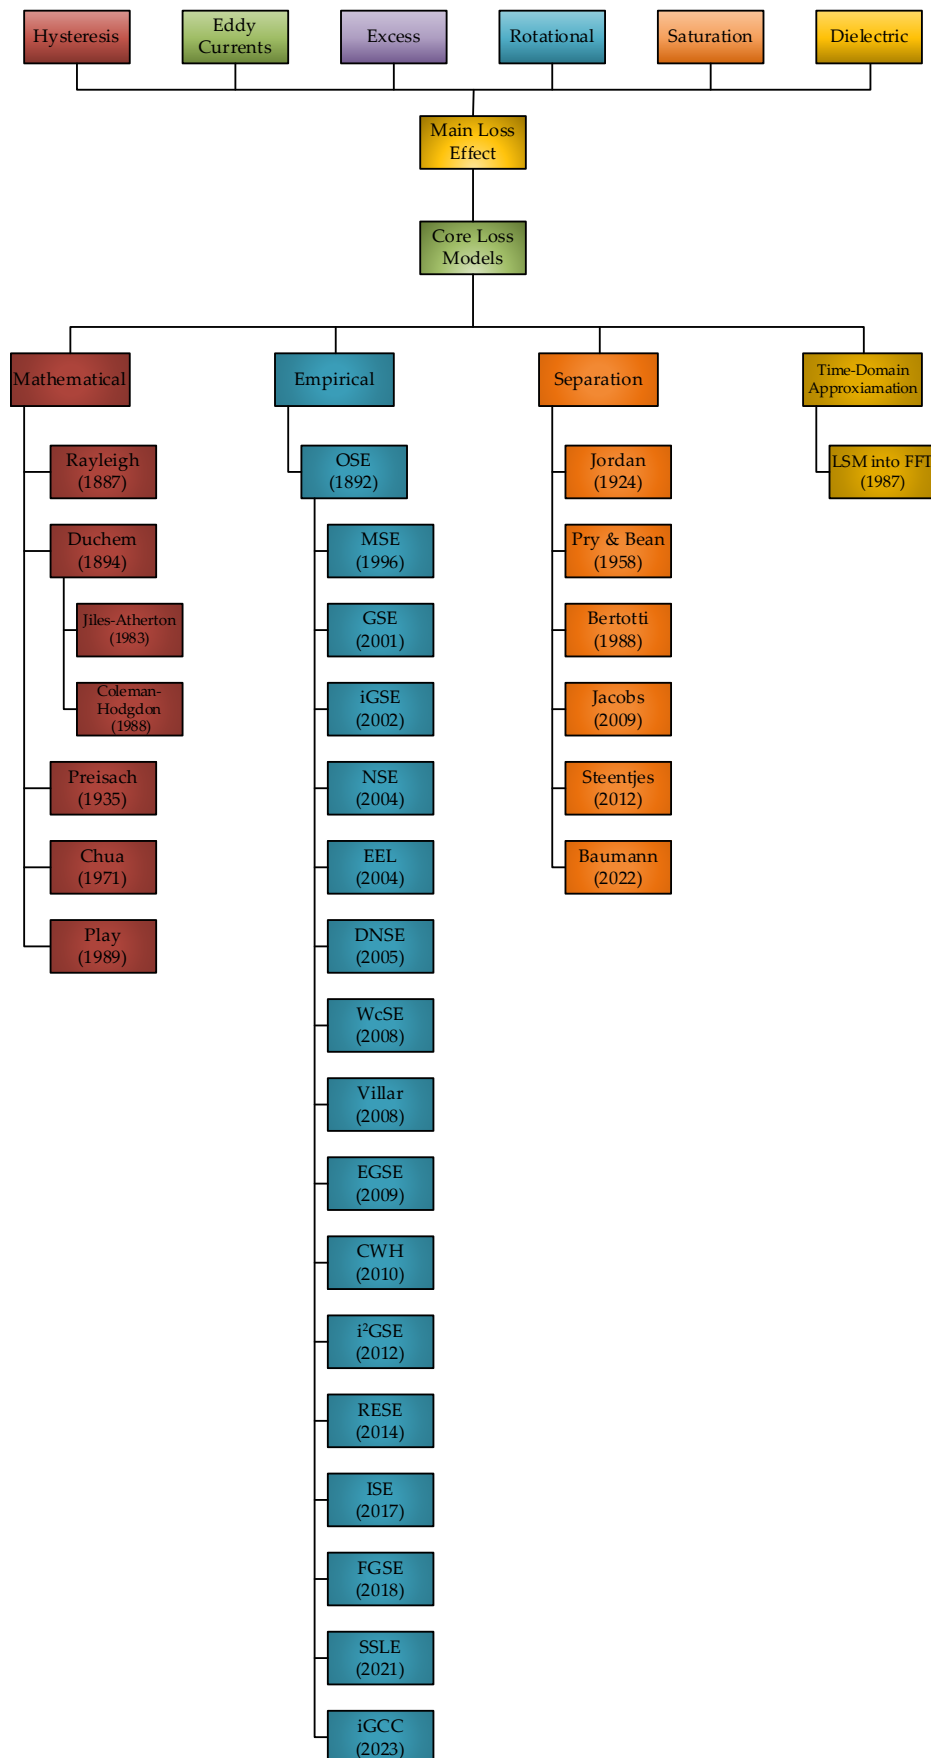 Hysteresis
Eddy
Currents
Excess
Rotational
Saturation
Dielectric
Main Loss
Effect
Core Loss
Models
Mathematical
Rayleigh
(1887)
Duchem
(1894)
Jiles-Atherton
(1983)
Coleman-
Hodgdon
(1988)
Preisach
(1935)
Chua
(1971)
Play
(1989)
Empirical
OSE
(1892)
MSE
(1996)
GSE
(2001)
iGSE
(2002)
NSE
(2004)
EEL
(2004)
DNSE
(2005)
WcSE
(2008)
Villar
(2008)
EGSE
(2009)
CWH
(2010)
i²GSE
(2012)
RESE
(2014)
ISE
(2017)
FGSE
(2018)
SSLE
(2021)
iGCC
(2023)
Separation
Jordan
(1924)
Pry & Bean
(1958)
Bertotti
(1988)
Jacobs
(2009)
Steentjes
(2012)
Baumann
(2022)
Time-Domain
Approxiamation
LSM into FFT
(1987)